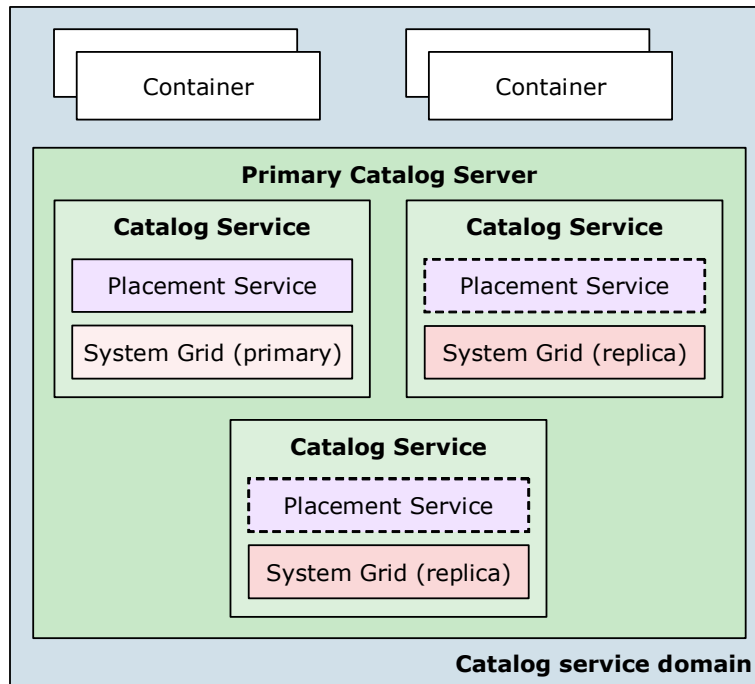 Container
Container
Primary Catalog Server
Catalog Service
Placement Service
System Grid (primary)
Catalog Service
Placement Service
System Grid (replica)
Catalog Service
Placement Service
System Grid (replica)
Catalog service domain